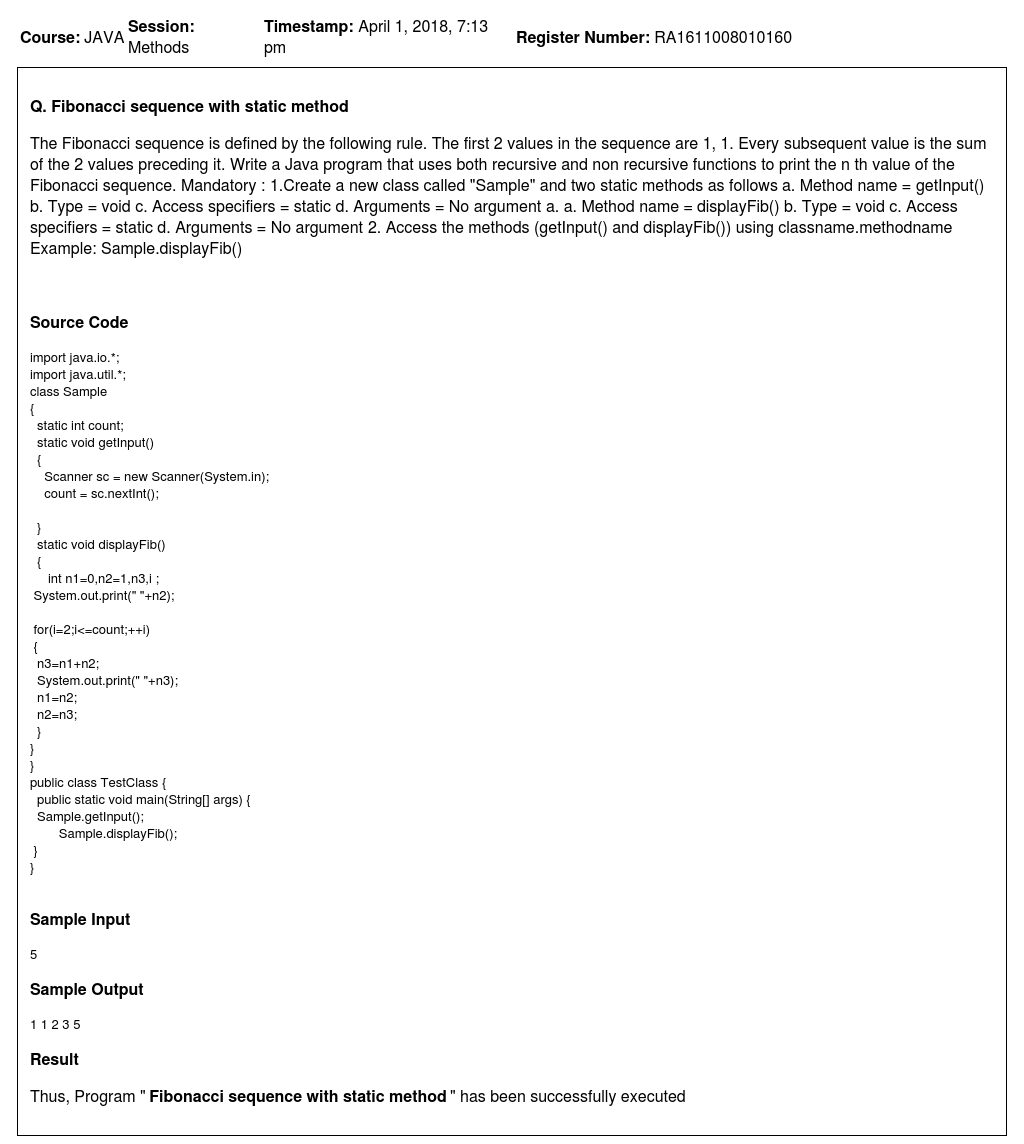 Course: JAVA Session: Methods Timestamp: April 1, 2018, 7:13 pm Register Number: RA1611008010160
Q. Fibonacci sequence with static method
The Fibonacci sequence is defined by the following rule. The first 2 values in the sequence are 1, 1. Every subsequent value is the sum
of the 2 values preceding it. Write a Java program that uses both recursive and non recursive functions to print the n th value of the
Fibonacci sequence. Mandatory : 1.Create a new class called "Sample" and two static methods as follows a. Method name = getInput()
b. Type = void c. Access specifiers = static d. Arguments = No argument a. a. Method name = displayFib() b. Type = void c. Access
specifiers = static d. Arguments = No argument 2. Access the methods (getInput() and displayFib()) using classname.methodname
Example: Sample.displayFib()
Source Code
import java.io.*;
import java.util.*;
class Sample
{
static int count;
static void getInput()
{
Scanner sc = new Scanner(System.in);
count = sc.nextInt();
}
static void displayFib()
{
int n1=0,n2=1,n3,i ;
System.out.print(" "+n2);
for(i=2;i<=count;++i)
{
n3=n1+n2;
System.out.print(" "+n3);
n1=n2;
n2=n3;
}
}
}
public class TestClass {
public static void main(String[] args) {
Sample.getInput();
Sample.displayFib();
}
}
Sample Input
5
Sample Output
1 1 2 3 5
Result
Thus, Program " Fibonacci sequence with static method " has been successfully executed